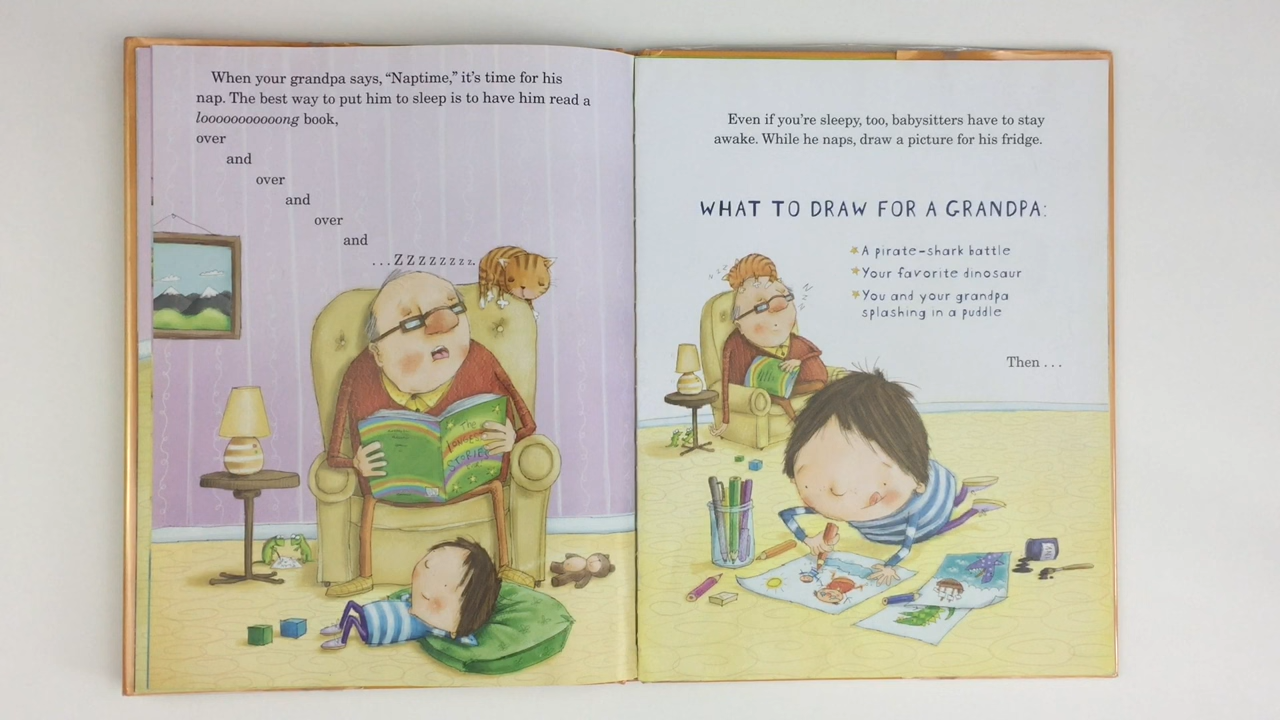 When your grandpa says, “Naptime,” it’s time for his
nap. The best way to put him to sleep is to have him read a
looooooooooong book,
over
and
over
and
over
and
...Zzzzzzzz.
The
LONGEST
STORIES
Even if you’re sleepy, too, babysitters have to stay
awake. While he naps, draw a picture for his fridge.
WHAT TO DRAW FOR A GRANDPA:
A pirate-shark battle
Your favorite dinosaur
You and your grandpa
splashing in a puddle
Then . . .